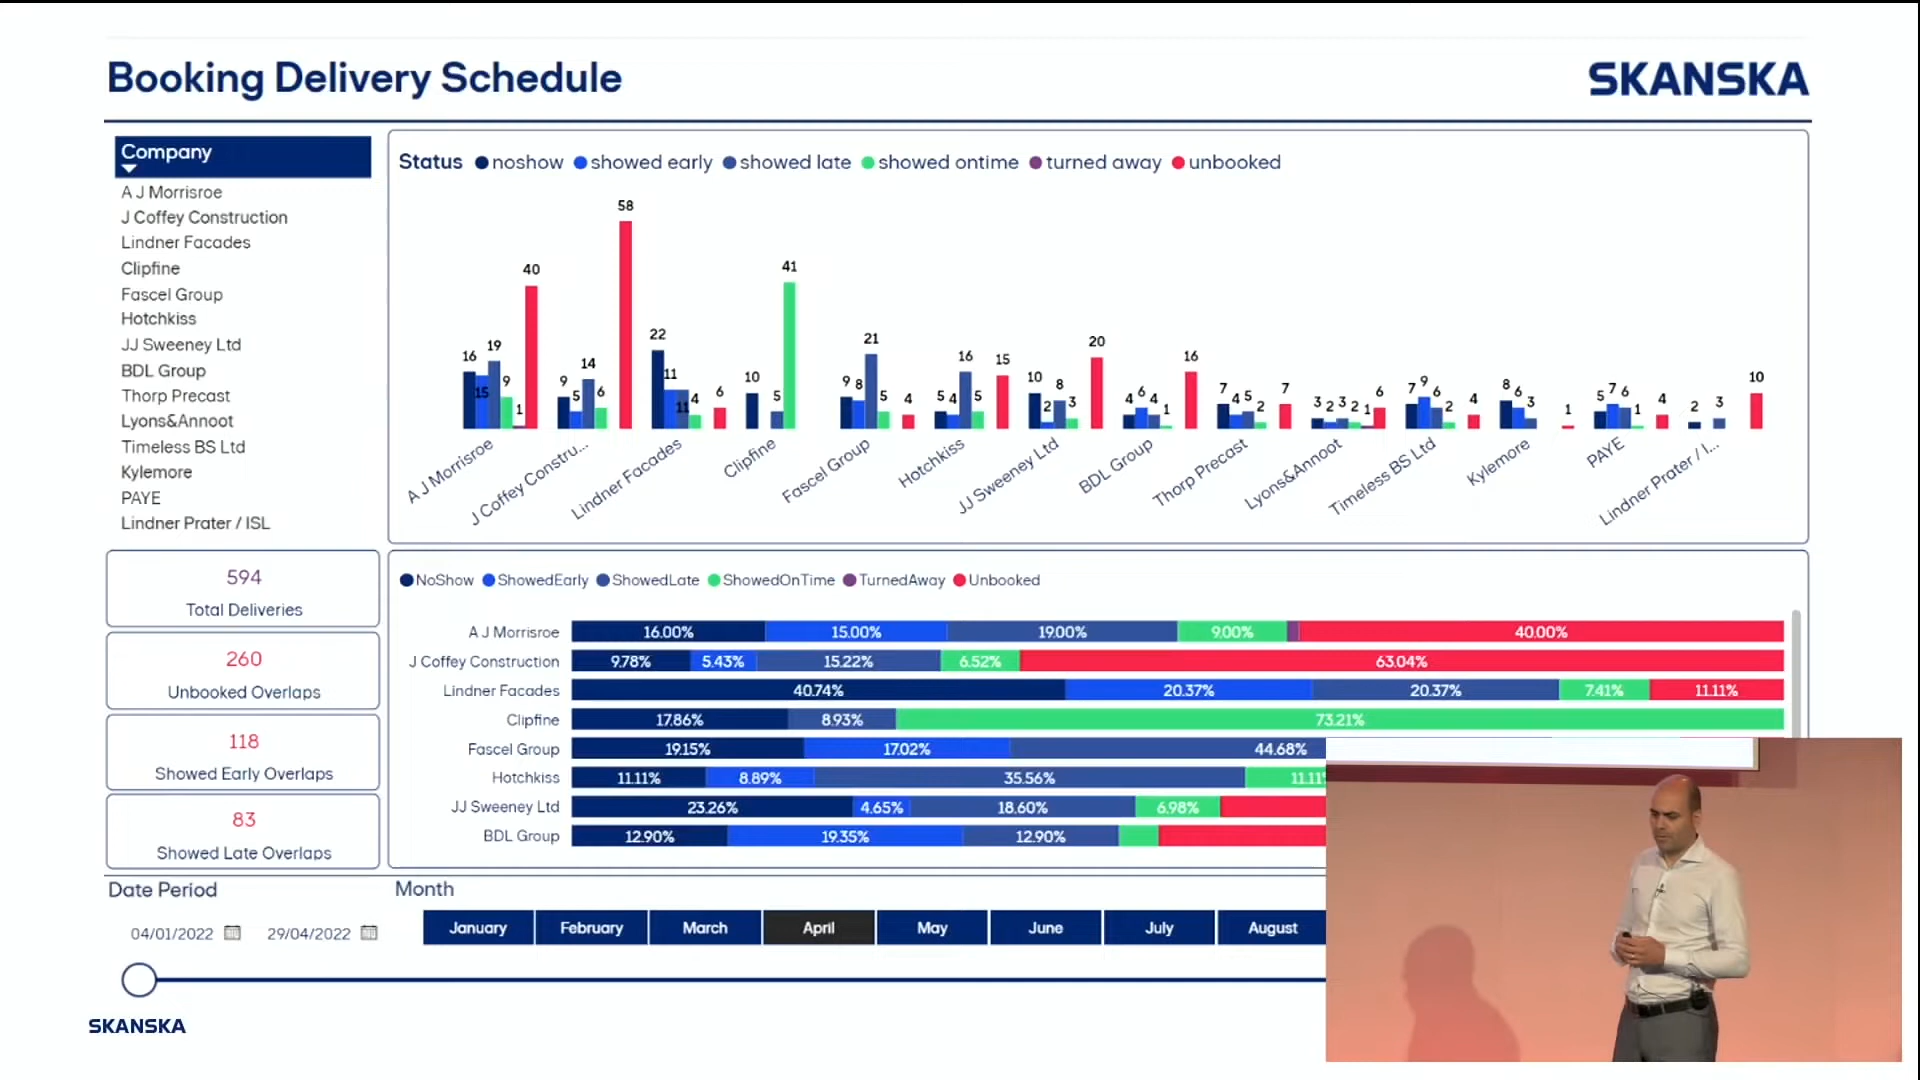 Booking Delivery Schedule
SKANSKA
Company
A J Morrisroe
J Coffey Construction
Lindner Facades
Clipfine
Fascel Group
Hotchkiss
JJ Sweeney Ltd
BDL Group
Thorp Precast
Lyons&Annoot
Timeless BS Ltd
Kylemore
PAYE
Lindner Prater / ISL
Status noshow showed early showed late showed ontime turned away unbooked
16 15 19 9 1 40
9 5 14 6 58
22 11 11 4 6
10 5 41
9 8 21 5 4
5 4 16 5 15
10 2 8 3 20
4 6 4 1 16
7 4 5 2 7
3 2 3 2 1 6
7 9 6 2 4
8 6 3 1
5 7 6 1 4
2 3 10
A J Morrisroe
J Coffey Constru...
Lindner Facades
Clipfine
Fascel Group
Hotchkiss
JJ Sweeney Ltd
BDL Group
Thorp Precast
Lyons&Annoot
Timeless BS Ltd
Kylemore
PAYE
Lindner Prater / I...
594
Total Deliveries
260
Unbooked Overlaps
118
Showed Early Overlaps
83
Showed Late Overlaps
NoShow ShowedEarly ShowedLate ShowedOnTime TurnedAway Unbooked
A J Morrisroe 16.00% 15.00% 19.00% 9.00% 40.00%
J Coffey Construction 9.78% 5.43% 15.22% 6.52% 63.04%
Lindner Facades 40.74% 20.37% 20.37% 7.41% 11.11%
Clipfine 17.86% 8.93% 73.21%
Fascel Group 19.15% 17.02% 44.68%
Hotchkiss 11.11% 8.89% 35.56% 11.11
JJ Sweeney Ltd 23.26% 4.65% 18.60% 6.98%
BDL Group 12.90% 19.35% 12.90%
Date Period
04/01/2022 29/04/2022
Month
January February March April May June July August
SKANSKA